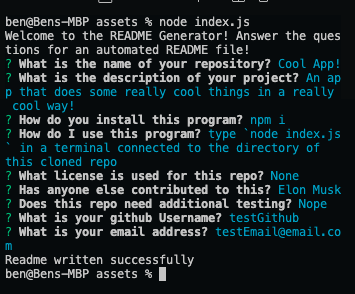 ben@Bens-MBP assets % node index.js
Welcome to the README Generator! Answer the ques
tions for an automated README file!
? What is the name of your repository? Cool App!
? What is the description of your project? An ap
p that does some really cool things in a really
 cool way!
? How do you install this program? npm i
? How do I use this program? type `node index.js
` in a terminal connected to the directory of
this cloned repo
? What license is used for this repo? None
? Has anyone else contributed to this? Elon Musk
? Does this repo need additional testing? Nope
? What is your github Username? testGithub
? What is your email address? testEmail@email.co
m
Readme written successfully
ben@Bens-MBP assets %